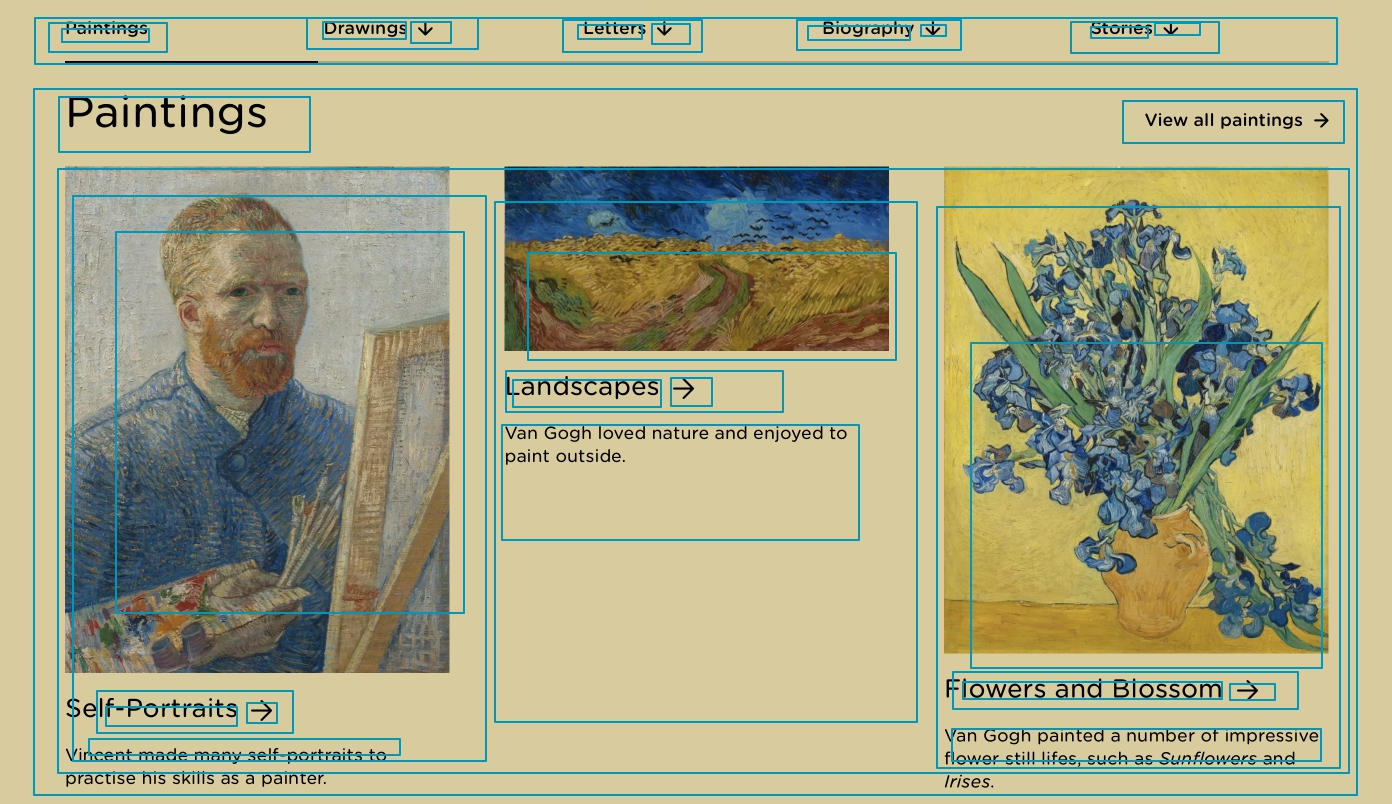 Paintings
Drawings
Letters
Biography
Stories
Paintings
View all paintings
Self-Portraits
Vincent made many self-portraits to
practise his skills as a painter.
Landscapes
Van Gogh loved nature and enjoyed to
paint outside.
Flowers and Blossom
Van Gogh painted a number of impressive
flower still lifes, such as Sunflowers and
Irises.